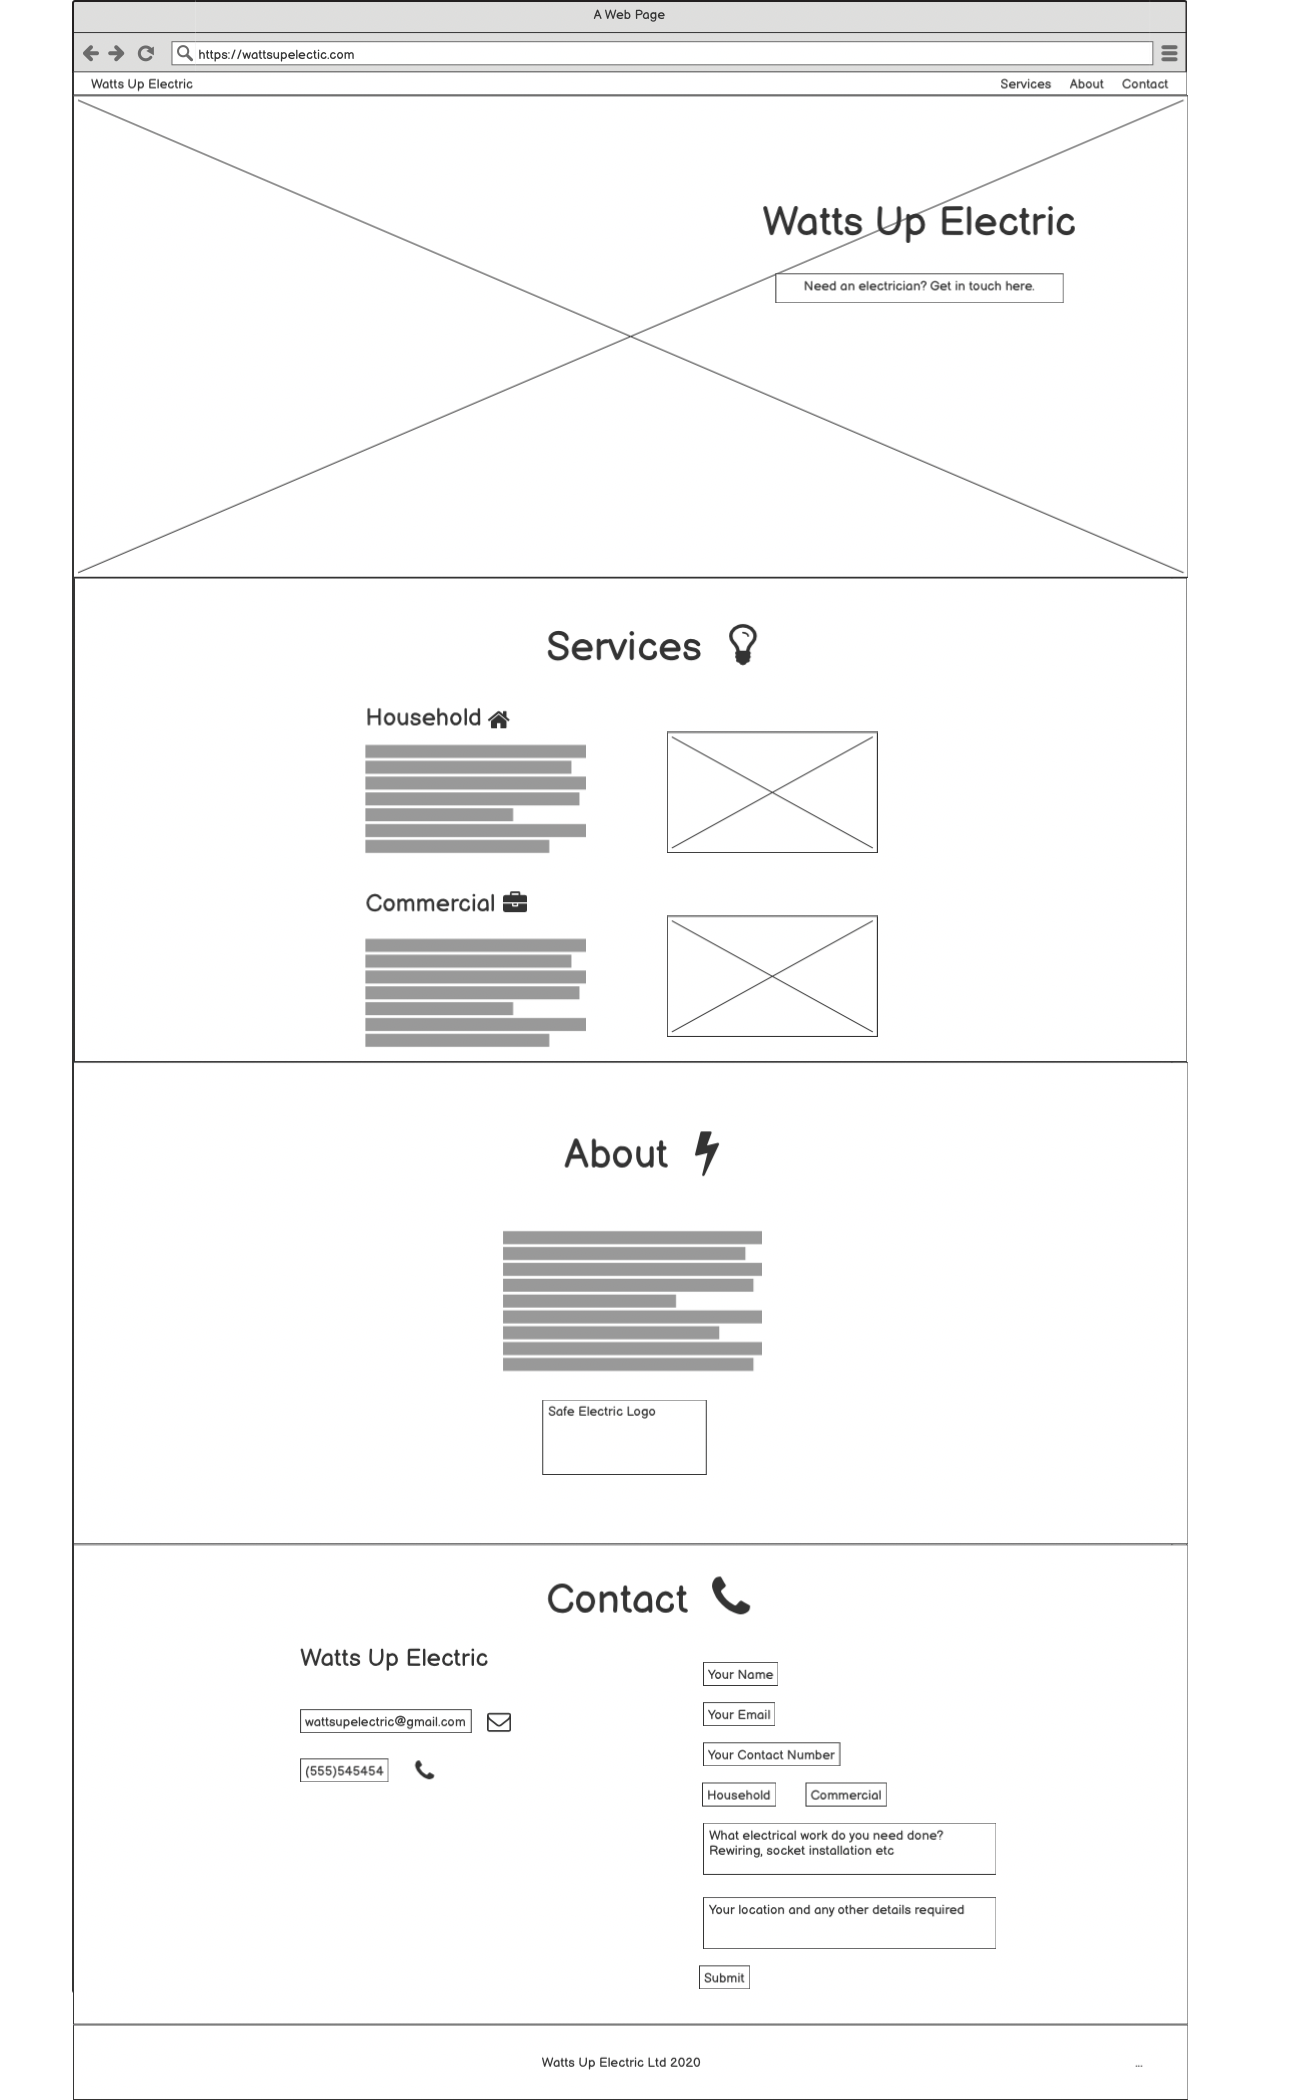 A Web Page
https://wattsupelectic.com
Watts Up Electric
Services About Contact
Watts Up Electric
Need an electrician? Get in touch here.
Services
Household
Commercial
About
Safe Electric Logo
Contact
Watts Up Electric
wattsupelectric@gmail.com
(555)545454
Your Name
Your Email
Your Contact Number
Household Commercial
What electrical work do you need done?
Rewiring, socket installation etc
Your location and any other details required
Submit
Watts Up Electric Ltd 2020
...